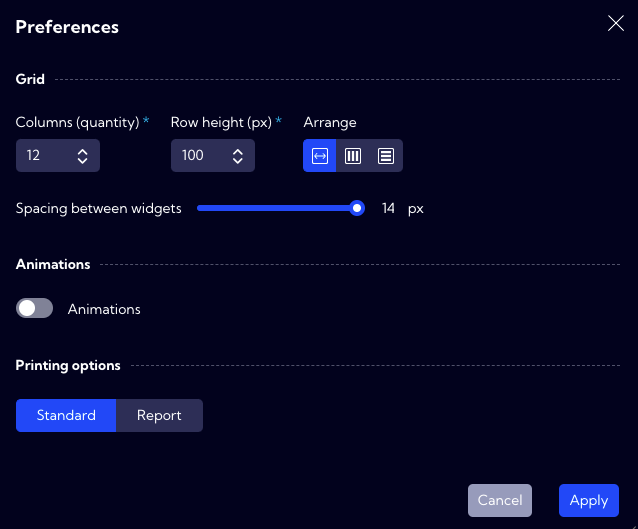 Preferences
Grid
Columns (quantity) * Row height (px) * Arrange
12 100
Spacing between widgets 14 px
Animations
Animations
Printing options
Standard Report
Cancel Apply